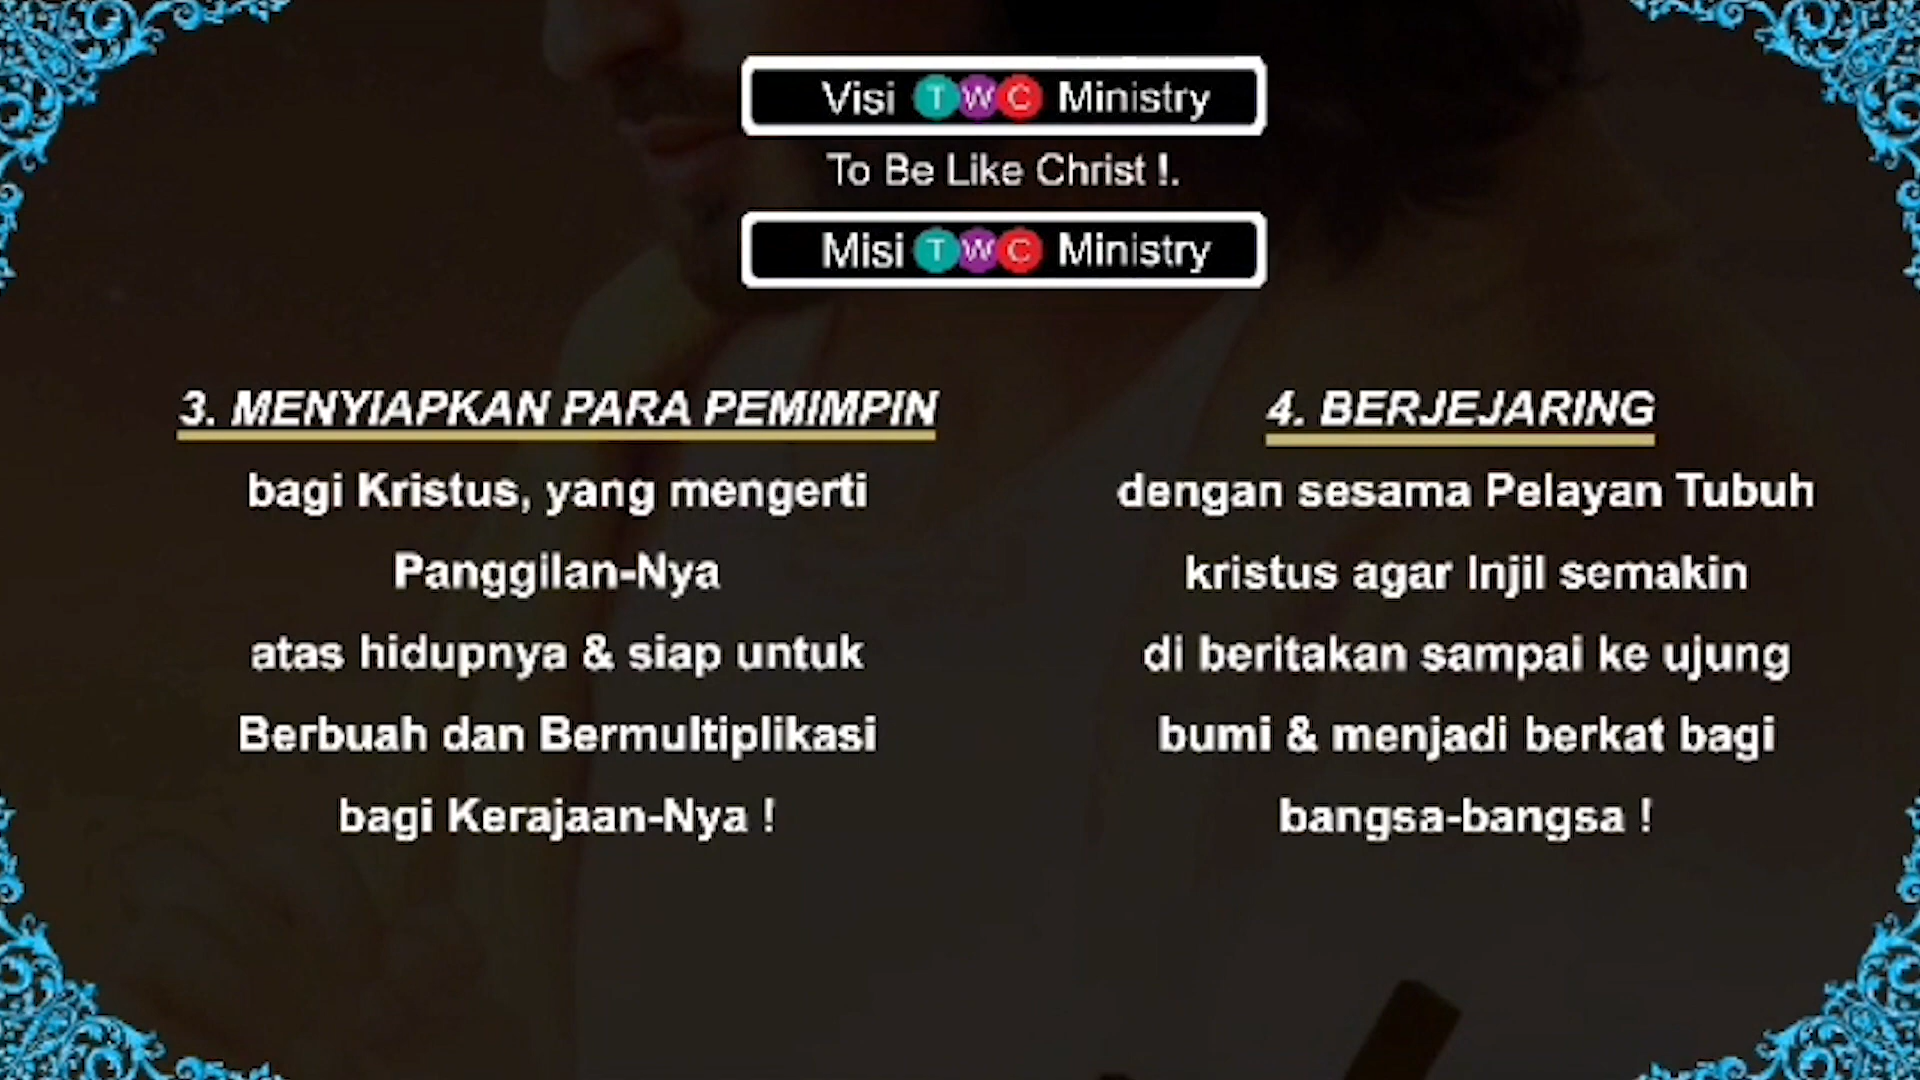 Visi TWC Ministry
To Be Like Christ !.
Misi TWC Ministry
3. MENYIAPKAN PARA PEMIMPIN
bagi Kristus, yang mengerti
Panggilan-Nya
atas hidupnya & siap untuk
Berbuah dan Bermultiplikasi
bagi Kerajaan-Nya !
4. BERJEJARING
dengan sesama Pelayan Tubuh
kristus agar Injil semakin
di beritakan sampai ke ujung
bumi & menjadi berkat bagi
bangsa-bangsa !